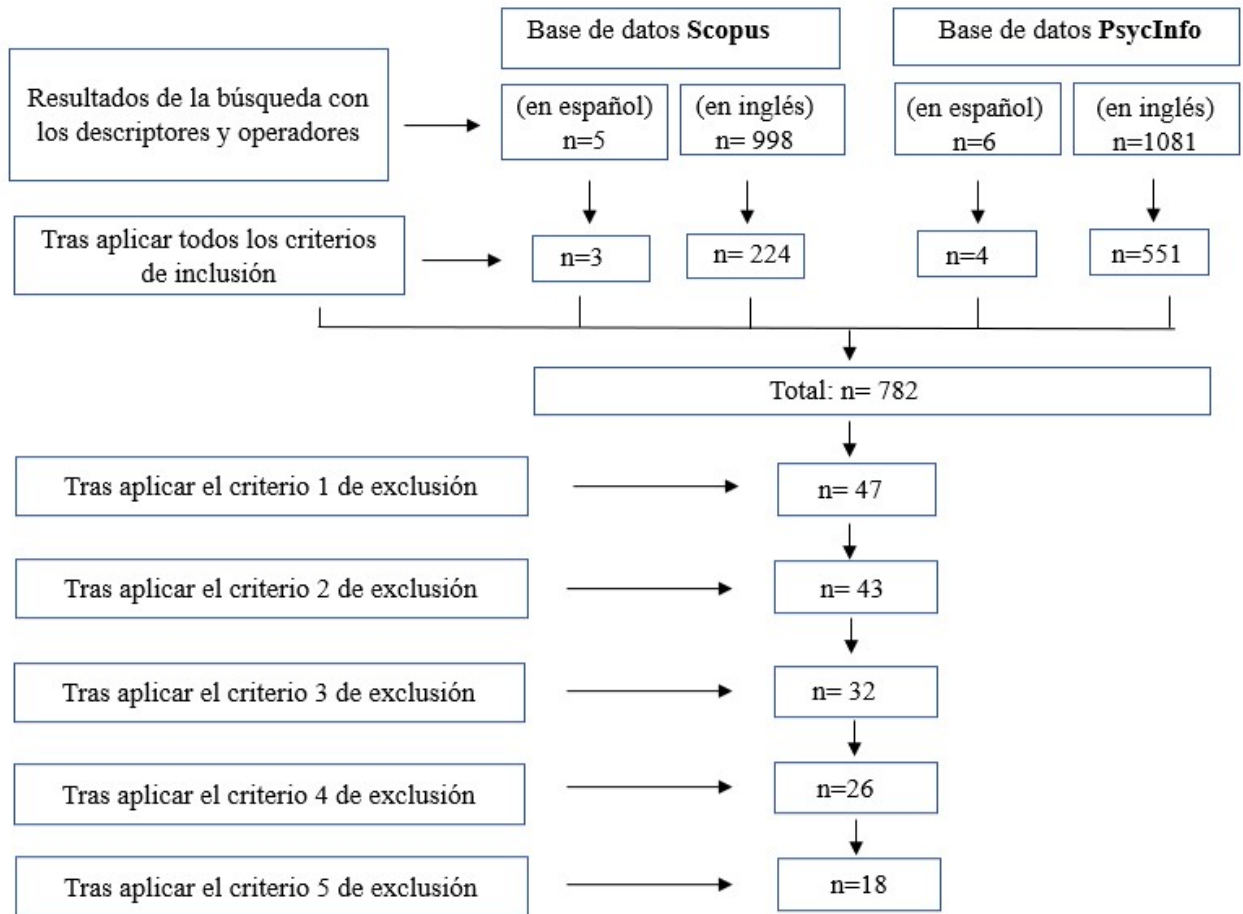 Base de datos Scopus
Base de datos PsycInfo
Resultados de la búsqueda con
los descriptores y operadores
(en español)
n=5
(en inglés)
n= 998
(en español)
n=6
(en inglés)
n=1081
Tras aplicar todos los criterios
de inclusión
n=3
n= 224
n=4
n=551
Total: n= 782
Tras aplicar el criterio 1 de exclusión
n= 47
Tras aplicar el criterio 2 de exclusión
n= 43
Tras aplicar el criterio 3 de exclusión
n= 32
Tras aplicar el criterio 4 de exclusión
n=26
Tras aplicar el criterio 5 de exclusión
n=18